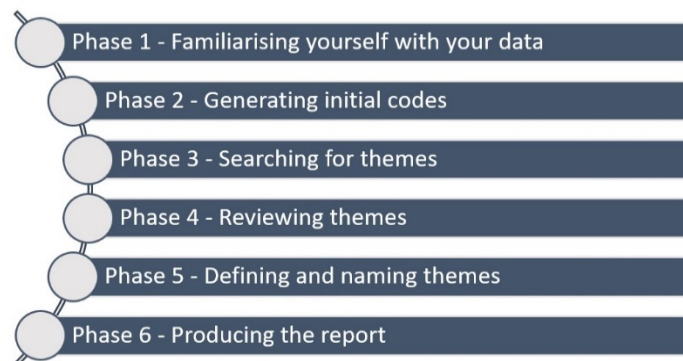 Phase 1 - Familiarising yourself with your data
Phase 2 - Generating initial codes
Phase 3 - Searching for themes
Phase 4 - Reviewing themes
Phase 5 - Defining and naming themes
Phase 6 - Producing the report